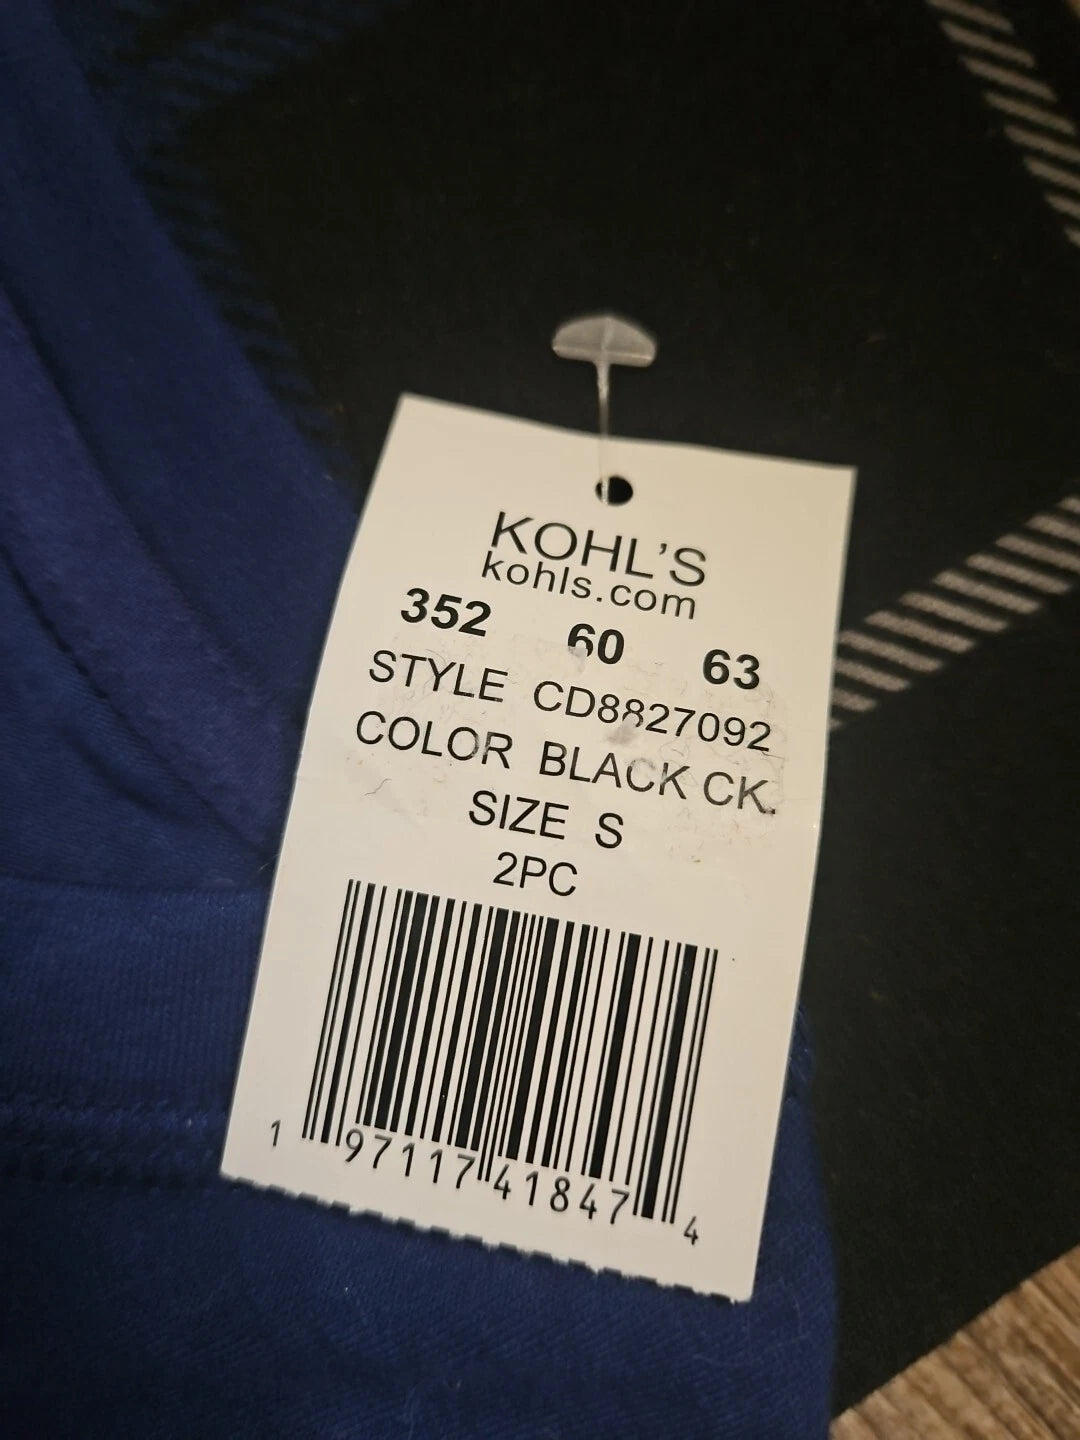 KOHL'S
kohls.com
352 60 63
STYLE CD8827092
COLOR BLACK CK.
SIZE S
2PC
1 97117 41847 4